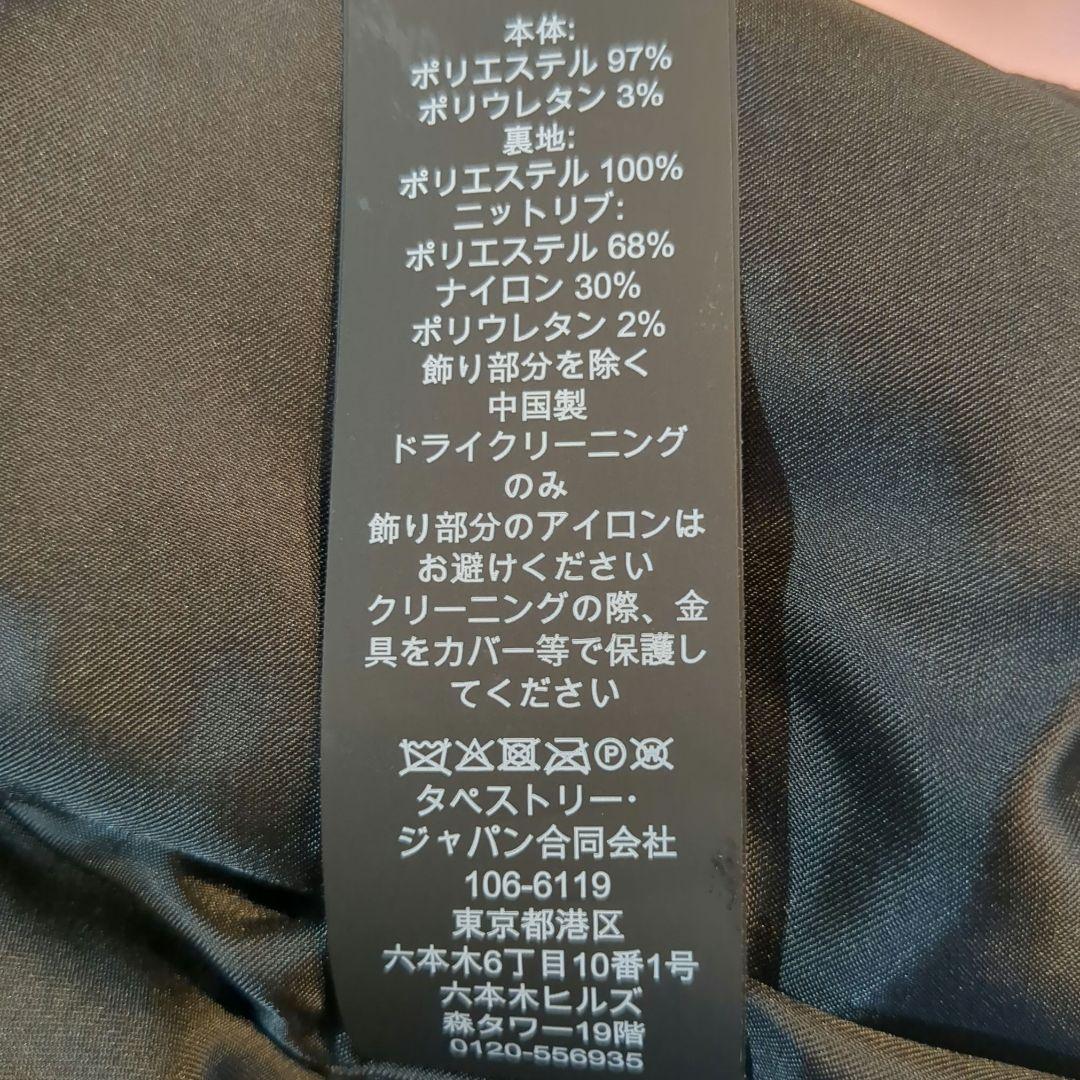 本体:
ポリエステル 97%
ポリウレタン 3%
裏地:
ポリエステル 100%
ニットリブ:
ポリエステル 68%
ナイロン 30%
ポリウレタン 2%
飾り部分を除く
中国製
ドライクリーニング
のみ
飾り部分のアイロンは
お避けください
クリーニングの際、金
具をカバー等で保護し
てください
P W
タペストリー・
ジャパン合同会社
106-6119
東京都港区
六本木6丁目10番1号
六本木ヒルズ
森タワー19階
0120-556935